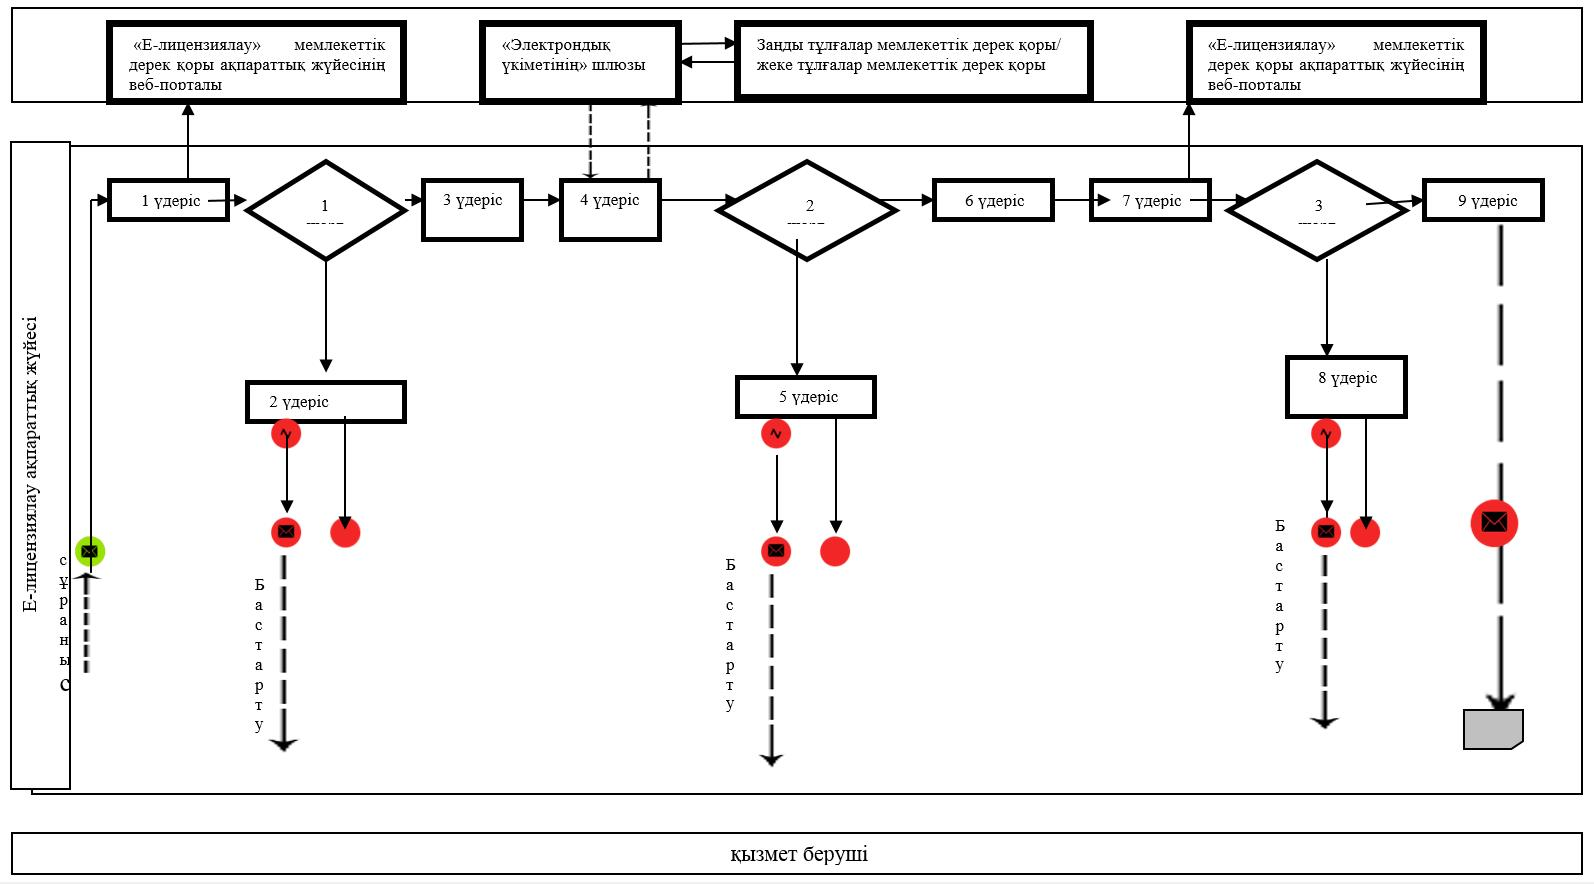 «Е-лицензиялау» мемлекеттік
дерек қоры ақпараттық жүйесінің
веб-порталы
«Электрондық
үкіметінің» шлюзы
Заңды тұлғалар мемлекеттік дерек қоры/
жеке тұлғалар мемлекеттік дерек қоры
«Е-лицензиялау» мемлекеттік
дерек қоры ақпараттық жүйесінің
веб-порталы
Е-лицензиялау ақпараттық жүйесі
1 үдеріс
1
3 үдеріс
4 үдеріс
2
6 үдеріс
7 үдеріс
3
9 үдеріс
2 үдеріс
5 үдеріс
8 үдеріс
сұраныс
Бастарту
Бастарту
Бастарту
қызмет беруші